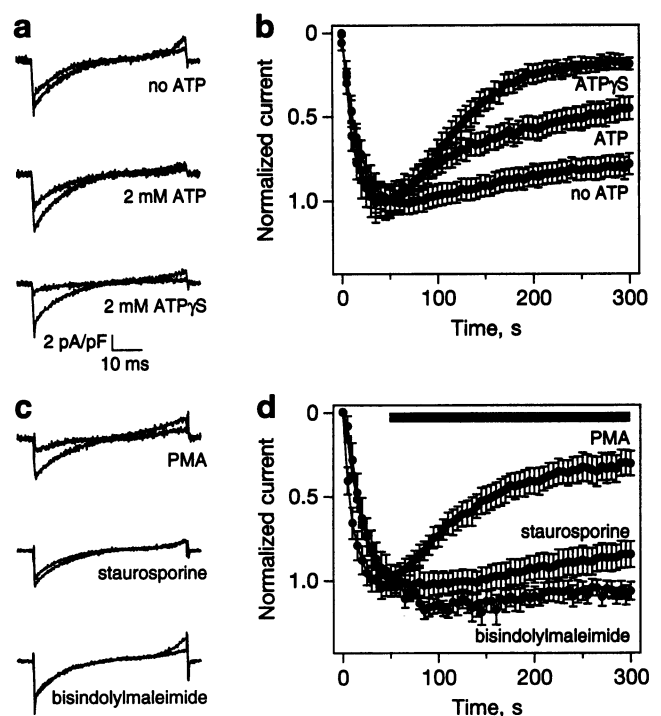 a
no ATP
2 mM ATP
2 mM ATPγS
2 pA/pF
10 ms
b
Normalized current
0
0.5
1.0
ATPγS
ATP
no ATP
0
100
200
300
Time, s
c
PMA
staurosporine
bisindolylmaleimide
d
Normalized current
0
0.5
1.0
PMA
staurosporine
bisindolylmaleimide
0
100
200
300
Time, s